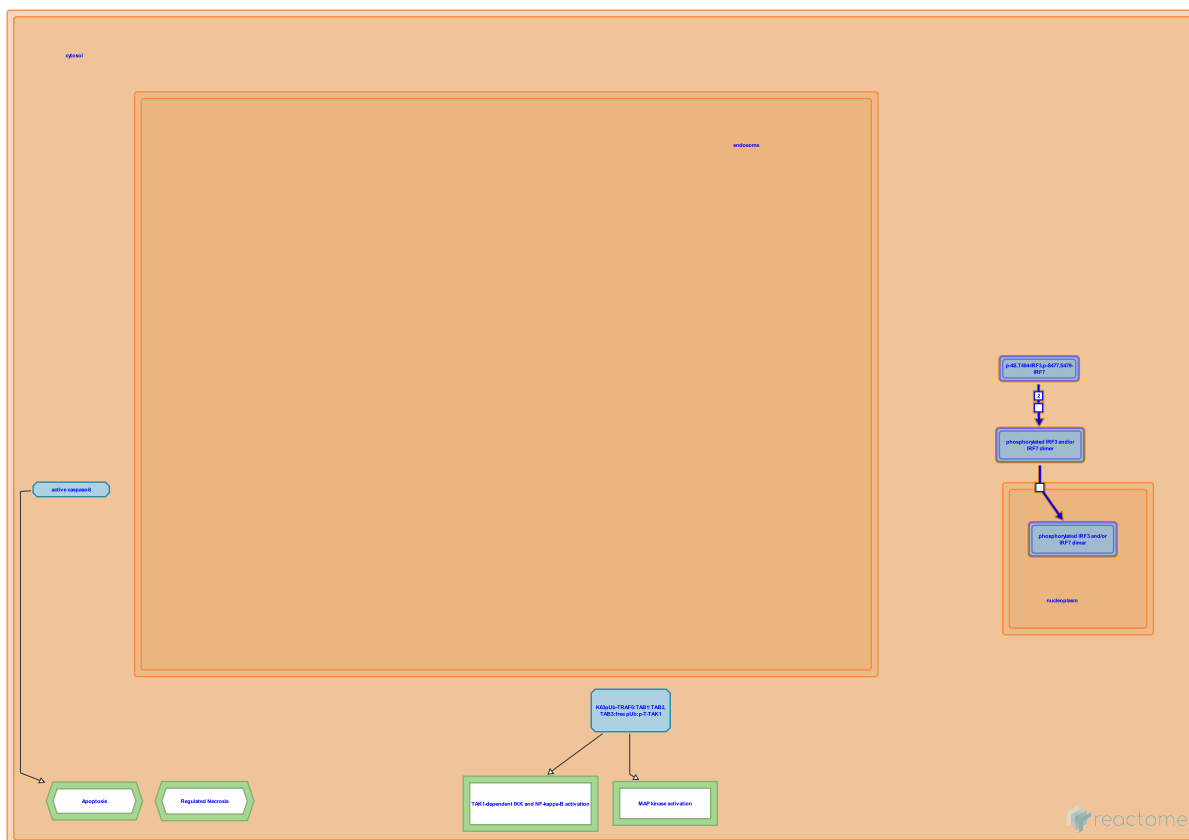 cytosol
endosome
p-4S,T404-IRF3,p-S477,S479-
IRF7
2
phosphorylated IRF3 and/or
IRF7 dimer
active caspase-8
phosphorylated IRF3 and/or
IRF7 dimer
nucleoplasm
K63pUb-TRAF6:TAB1:TAB2,
TAB3:free pUb:p-T-TAK1
Apoptosis
Regulated Necrosis
TAK1-dependent IKK and NF-kappa-B activation
MAP kinase activation
reactome